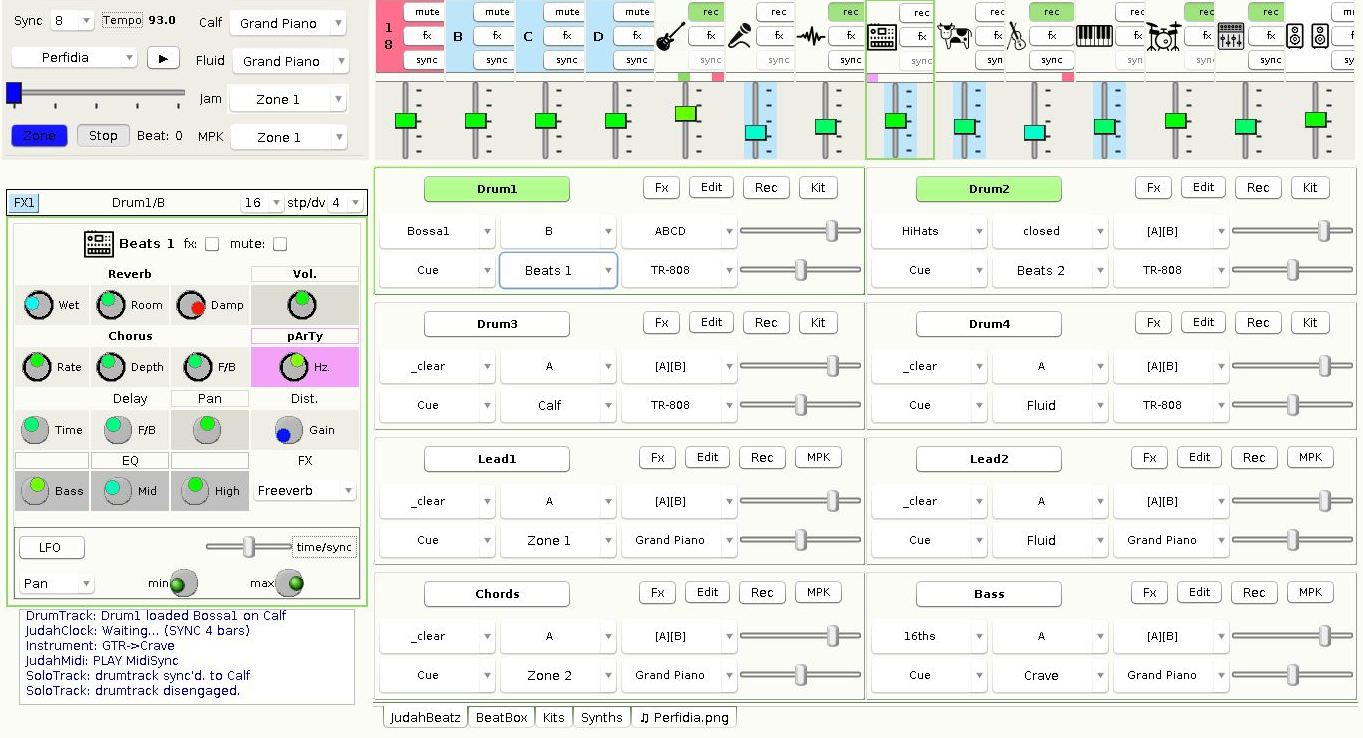 Sync 8 Tempo 93.0 Calf Grand Piano
Perfidia Fluid Grand Piano
Jam Zone 1
Zone Stop Beat: 0 MPK Zone 1
1 8 mute mute mute mute rec rec rec rec rec rec rec rec rec m
B C D
fx fx fx fx fx fx fx fx fx fx fx fx fx fx
sync sync sync sync sync sync sync sync sync sync sync sync sync sy
FX1 Drum1/B 16 stp/dv 4
Beats 1 fx: mute:
Reverb Vol.
Wet Room Damp
Chorus pArTy
Rate Depth F/B Hz.
Delay Pan Dist.
Time F/B Gain
EQ FX
Bass Mid High Freeverb
LFO time/sync
Pan min max
DrumTrack: Drum1 loaded Bossa1 on Calf
JudahClock: Waiting... (SYNC 4 bars)
Instrument: GTR->Crave
JudahMidi: PLAY MidiSync
SoloTrack: drumtrack sync'd. to Calf
SoloTrack: drumtrack disengaged.
Drum1 Fx Edit Rec Kit
Bossa1 B ABCD
Cue Beats 1 TR-808
Drum2 Fx Edit Rec Kit
HiHats closed [A][B]
Cue Beats 2 TR-808
Drum3 Fx Edit Rec Kit
_clear A [A][B]
Cue Calf TR-808
Drum4 Fx Edit Rec Kit
_clear A [A][B]
Cue Fluid TR-808
Lead1 Fx Edit Rec MPK
_clear A [A][B]
Cue Zone 1 Grand Piano
Lead2 Fx Edit Rec MPK
_clear A [A][B]
Cue Fluid Grand Piano
Chords Fx Edit Rec MPK
_clear A [A][B]
Cue Zone 2 Grand Piano
Bass Fx Edit Rec MPK
16ths A [A][B]
Cue Crave Grand Piano
JudahBeatz BeatBox Kits Synths ♫ Perfidia.png